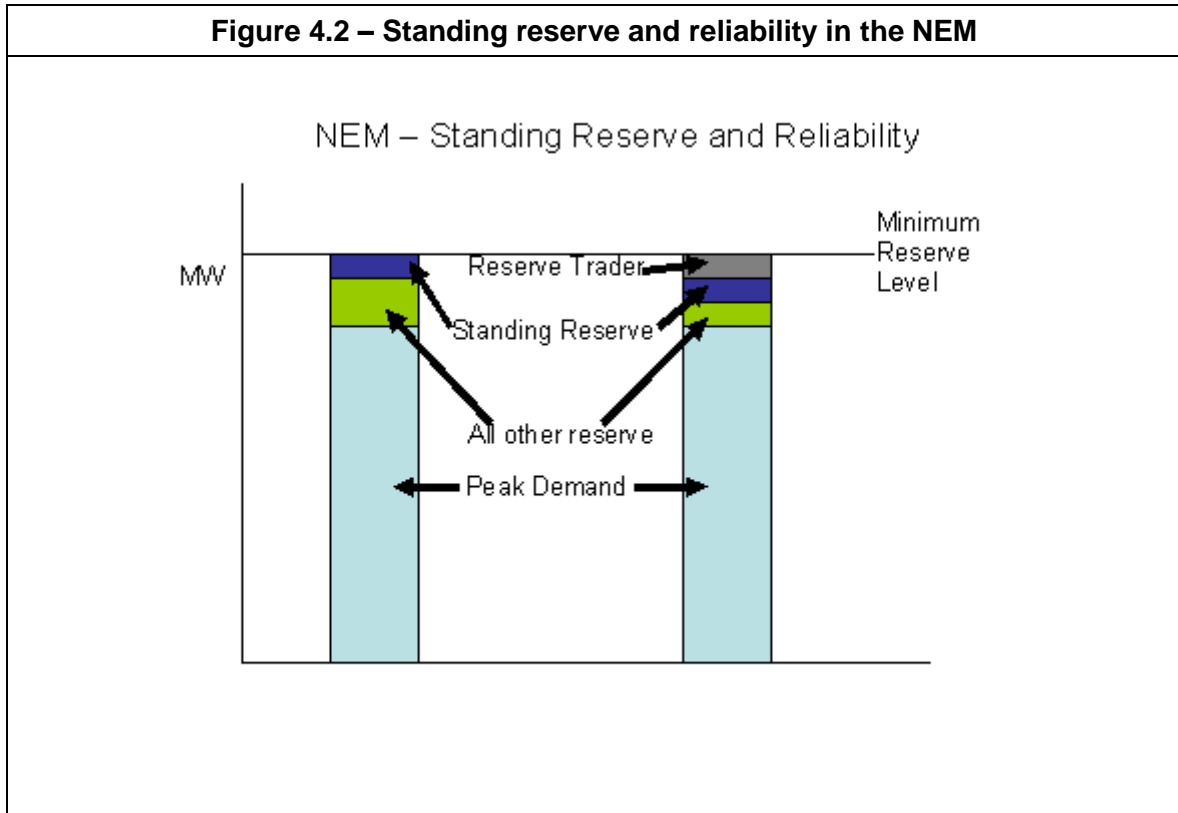 Figure 4.2 – Standing reserve and reliability in the NEM
NEM – Standing Reserve and Reliability
Minimum
Reserve
Level
MW
Reserve Trader
Standing Reserve
All other reserve
Peak Demand